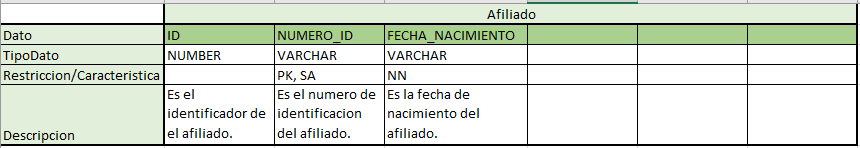 Afiliado
Dato ID NUMERO_ID FECHA_NACIMIENTO
TipoDato NUMBER VARCHAR VARCHAR
Restriccion/Caracteristica PK, SA NN
Descripcion
Es el
identificador de
el afiliado.
Es el numero de
identificacion
del afiliado.
Es la fecha de
nacimiento del
afiliado.